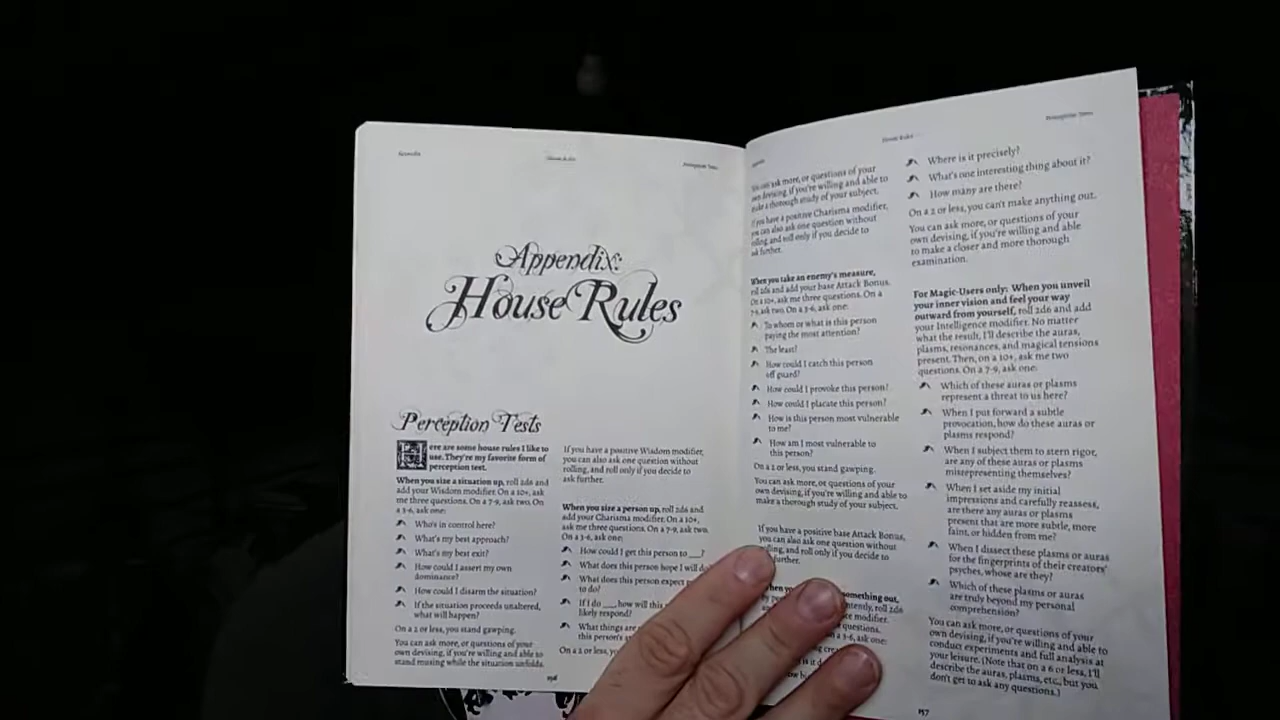 Appendix
House Rules
Perception Tests
Appendix:
House Rules
Perception Tests
Here are some house rules I like to
use. They're my favorite form of
perception test.
When you size a situation up, roll 2d6 and
add your Wisdom modifier. On a 10+, ask
me three questions. On a 7-9, ask two. On
a 3-6, ask one:
Who's in control here?
What's my best approach?
What's my best exit?
How could I assert my own
dominance?
How could I disarm the situation?
If the situation proceeds unaltered,
what will happen?
On a 2 or less, you stand gawping.
You can ask more, or questions of your
own devising, if you're willing and able to
stand musing while the situation unfolds.
If you have a positive Wisdom modifier,
you can also ask one question without
rolling, and roll only if you decide to
ask further.
When you size a person up, roll 2d6 and
add your Charisma modifier. On a 10+,
ask me three questions. On a 7-9, ask two.
On a 3-6, ask one:
How could I get this person to ___?
What does this person hope I will do?
What does this person expect
to do?
If I do ___, how will this
likely respond?
What things are
this person's
On a 2 or less, yo
156
House Rules
Perception Tests
You can ask more, or questions of your
own devising, if you're willing and able to
make a thorough study of your subject.
If you have a positive Charisma modifier,
you can also ask one question without
rolling and roll only if you decide to
ask further.
When you take an enemy's measure,
roll 2d6 and add your base Attack Bonus.
On a 10+, ask me three questions. On a
7-9, ask two. On a 3-6, ask one:
To whom or what is this person
paying the most attention?
The least?
How could I catch this person
off guard?
How could I provoke this person?
How could I placate this person?
How is this person most vulnerable
to me?
How am I most vulnerable to
this person?
On a 2 or less, you stand gawping.
You can ask more, or questions of your
own devising, if you're willing and able to
make a thorough study of your subject.
If you have a positive base Attack Bonus,
you can also ask one question without
rolling, and roll only if you decide to
further.
When yo something out,
roll 2d6
modifier.
questions.
a 3-6, ask one:
is it d
Where is it precisely?
What's one interesting thing about it?
How many are there?
On a 2 or less, you can't make anything out.
You can ask more, or questions of your
own devising, if you're willing and able
to make a closer and more thorough
examination.
For Magic-Users only: When you unveil
your inner vision and feel your way
outward from yourself, roll 2d6 and add
your Intelligence modifier. No matter
what the result, I'll describe the auras,
plasms, resonances, and magical tensions
present. Then, on a 10+, ask me two
questions. On a 7-9, ask one:
Which of these auras or plasms
represent a threat to us here?
When I put forward a subtle
provocation, how do these auras or
plasms respond?
When I subject them to stern rigor,
are any of these auras or plasms
misrepresenting themselves?
When I set aside my initial
impressions and carefully reassess,
are there any auras or plasms
present that are more subtle, more
faint, or hidden from me?
When I dissect these plasms or auras
for the fingerprints of their creators'
psyches, whose are they?
Which of these plasms or auras
are truly beyond my personal
comprehension?
You can ask more, or questions of your
own devising, if you're willing and able to
conduct experiments and full analysis at
your leisure. (Note that on a 6 or less, I'll
describe the auras, plasms, etc., but you
don't get to ask any questions.)
157